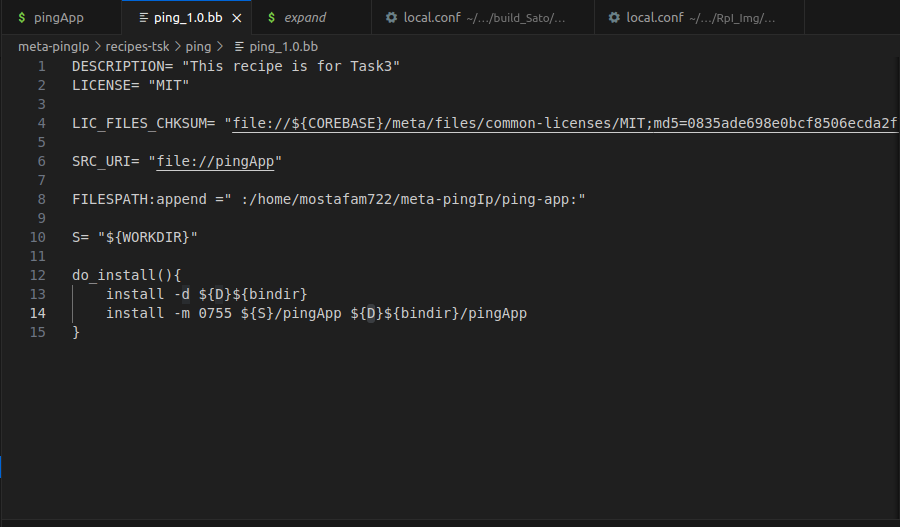 $ pingApp ping_1.0.bb × $ expand local.conf ~/.../build_Sato/... local.conf ~/.../RpI_Img/...
meta-pingIp > recipes-tsk > ping > ping_1.0.bb
1 DESCRIPTION= "This recipe is for Task3"
2 LICENSE= "MIT"
3
4 LIC_FILES_CHKSUM= "file://${COREBASE}/meta/files/common-licenses/MIT;md5=0835ade698e0bcf8506ecda2f
5
6 SRC_URI= "file://pingApp"
7
8 FILESPATH:append =" :/home/mostafam722/meta-pingIp/ping-app:"
9
10 S= "${WORKDIR}"
11
12 do_install(){
13 install -d ${D}${bindir}
14 install -m 0755 ${S}/pingApp ${D}${bindir}/pingApp
15 }